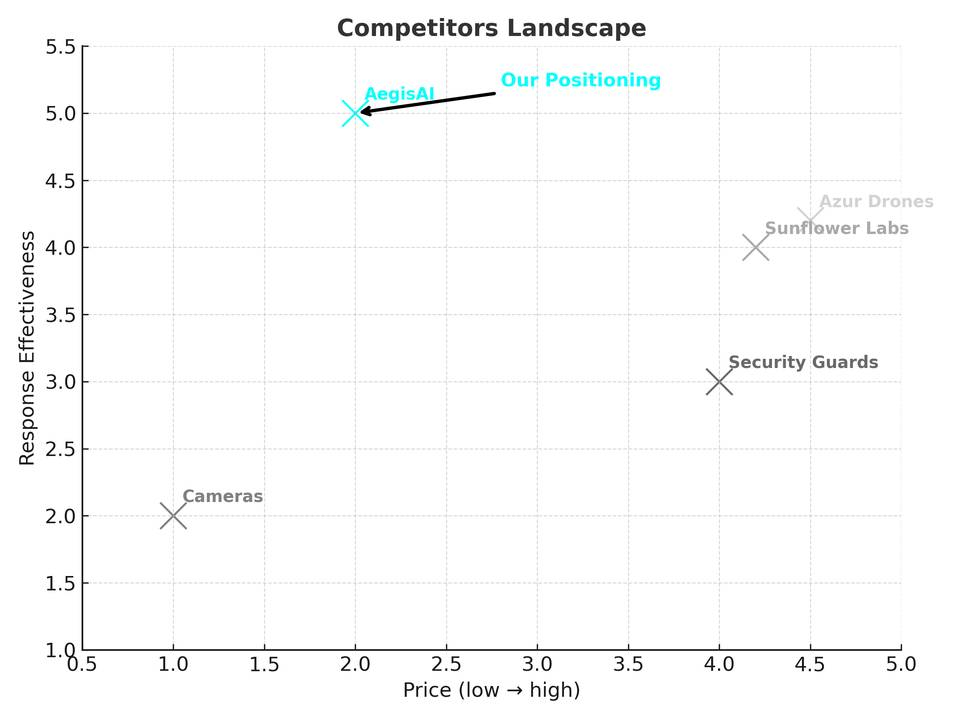 Competitors Landscape
5.5
5.0
4.5
4.0
3.5
3.0
2.5
2.0
1.5
1.0
Response Effectiveness
Our Positioning
AegisAI
Azur Drones
Sunflower Labs
Security Guards
Cameras
0.5 1.0 1.5 2.0 2.5 3.0 3.5 4.0 4.5 5.0
Price (low → high)